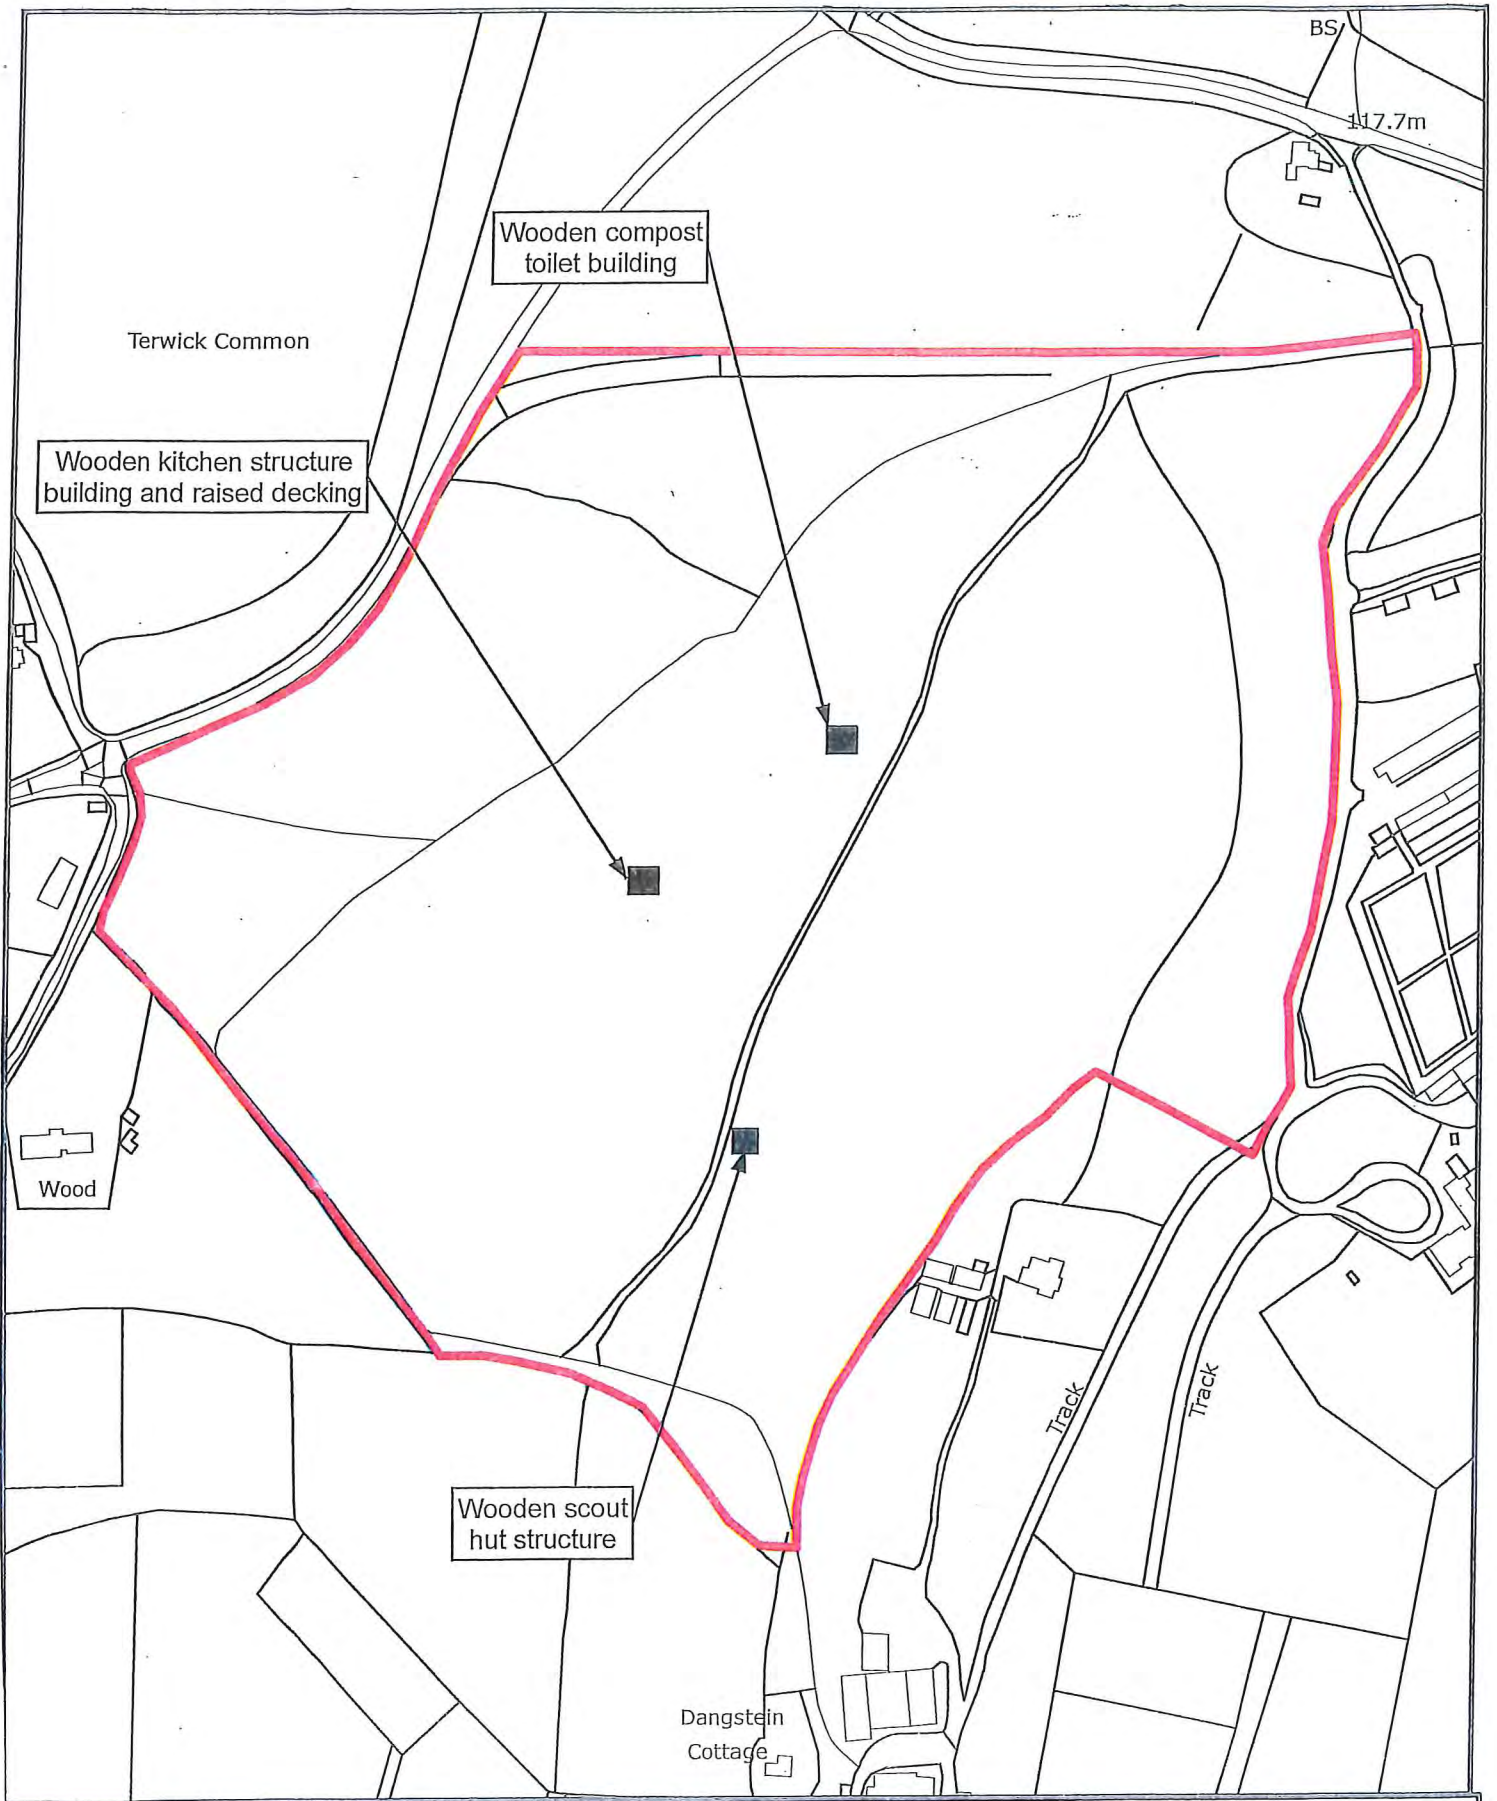 BS
117.7m
Wooden compost
toilet building
Terwick Common
Wooden kitchen structure
building and raised decking
Wood
Track
Track
Wooden scout
hut structure
Dangstein
Cottage